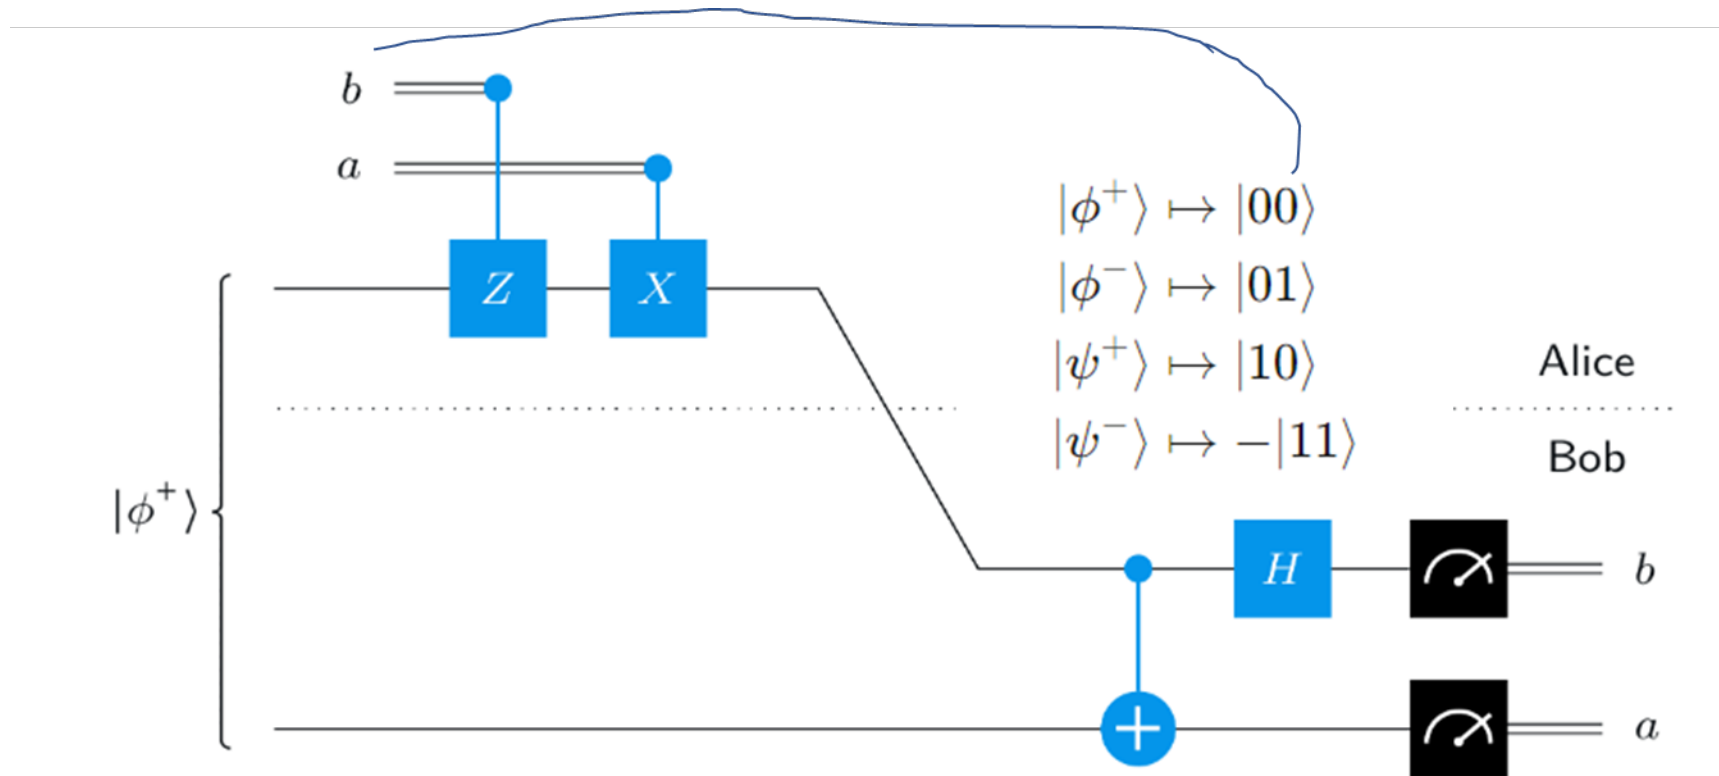 b
a
Z X
|ϕ⁺⟩ ↦ |00⟩
|ϕ⁻⟩ ↦ |01⟩
|ψ⁺⟩ ↦ |10⟩
|ψ⁻⟩ ↦ −|11⟩
Alice
Bob
|ϕ⁺⟩
H
b
a